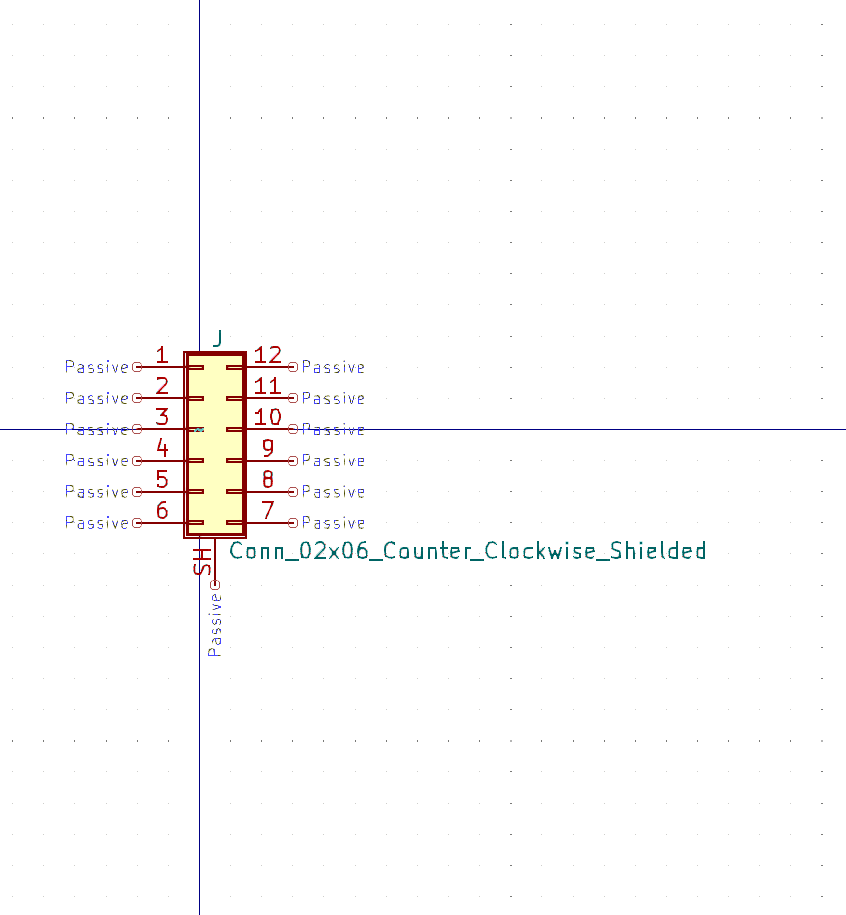 J
Passive 1 12 Passive
Passive 2 11 Passive
Passive 3 10 Passive
Passive 4 9 Passive
Passive 5 8 Passive
Passive 6 7 Passive
SH
Conn_02x06_Counter_Clockwise_Shielded
Passive